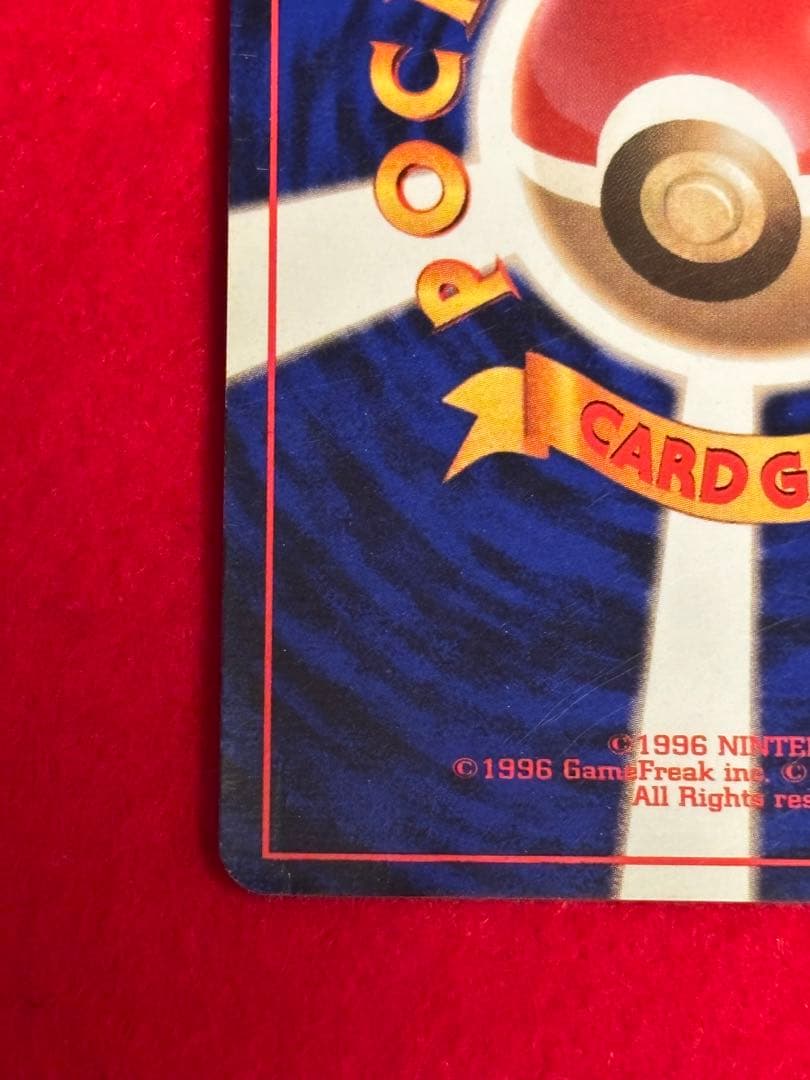 POC
CARD G
©1996 NINTE
©1996 GameFreak inc. ©
All Rights res